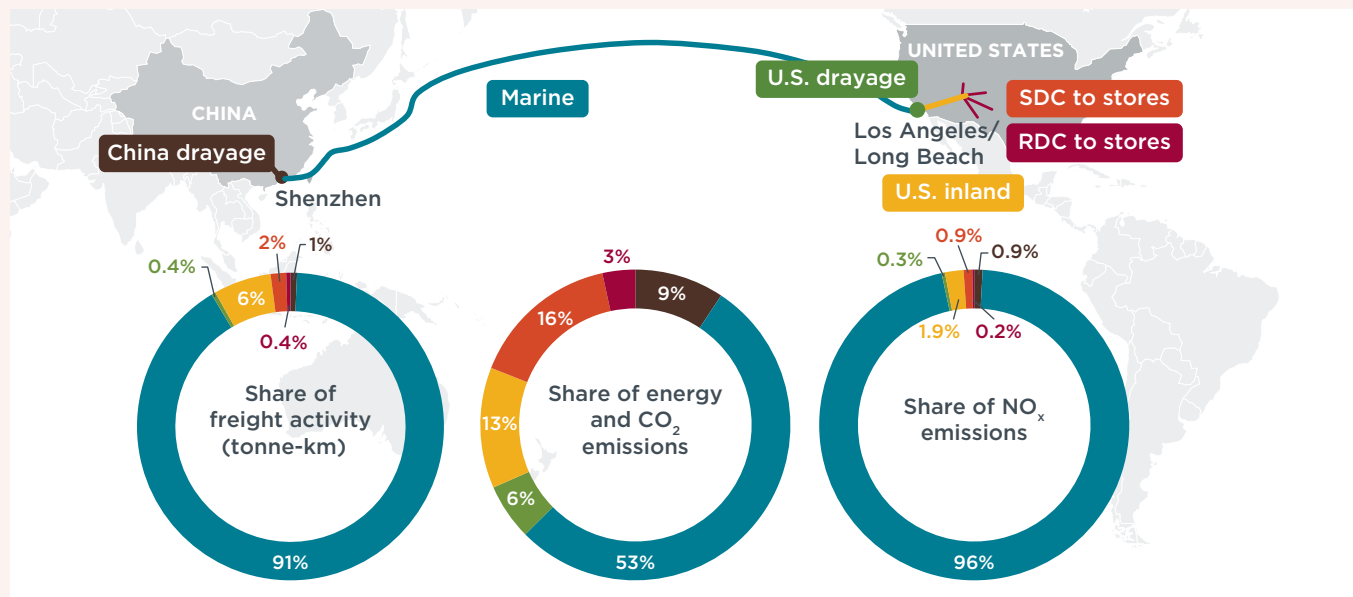 UNITED STATES
U.S. drayage
Marine
SDC to stores
CHINA
Los Angeles/
Long Beach
RDC to stores
China drayage
Shenzhen
U.S. inland
0.4%
2%
1%
6%
0.4%
Share of
freight activity
(tonne-km)
91%
3%
9%
16%
13%
6%
Share of energy
and CO2
emissions
53%
0.3%
0.9%
0.9%
1.9%
0.2%
Share of NOx
emissions
96%